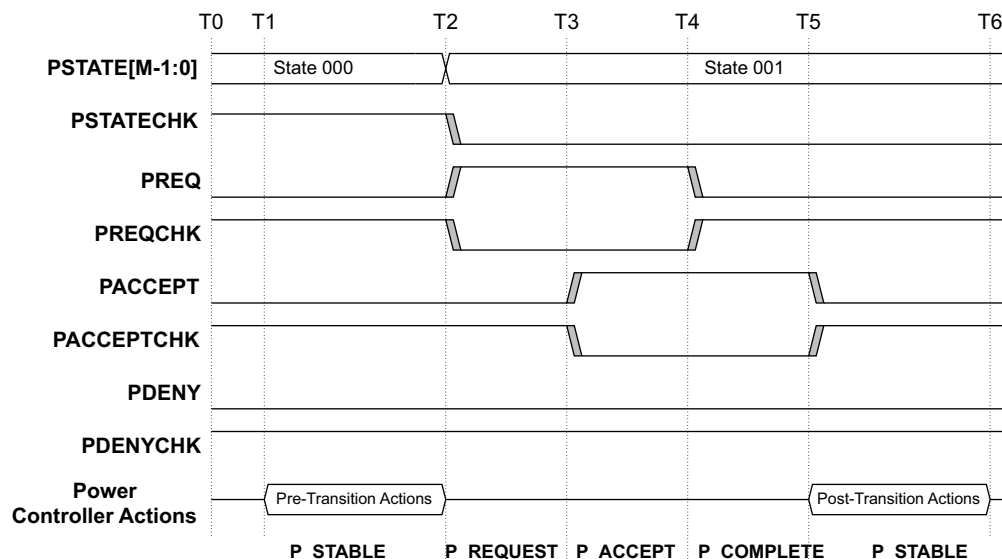 T0 T1 T2 T3 T4 T5 T6
PSTATE[M-1:0] State 000 State 001
PSTATECHK
PREQ
PREQCHK
PACCEPT
PACCEPTCHK
PDENY
PDENYCHK
Power
Controller Actions
Pre-Transition Actions Post-Transition Actions
P_STABLE P_REQUEST P_ACCEPT P_COMPLETE P_STABLE